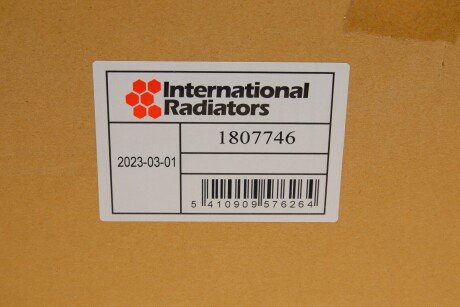 International
Radiators
1807746
2023-03-01
5 410909 576264